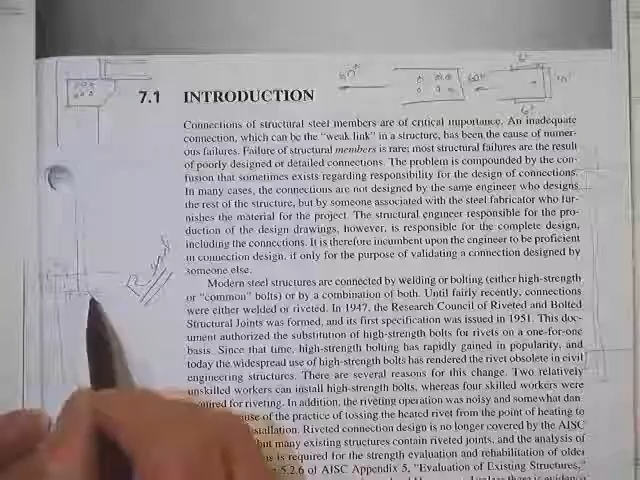 7.1 INTRODUCTION
Connections of structural steel members are of critical importance. An inadequate
connection, which can be the "weak link" in a structure, has been the cause of numer-
ous failures. Failure of structural members is rare; most structural failures are the result
of poorly designed or detailed connections. The problem is compounded by the con-
fusion that sometimes exists regarding responsibility for the design of connections.
In many cases, the connections are not designed by the same engineer who designs
the rest of the structure, but by someone associated with the steel fabricator who fur-
nishes the material for the project. The structural engineer responsible for the pro-
duction of the design drawings, however, is responsible for the complete design,
including the connections. It is therefore incumbent upon the engineer to be proficient
in connection design, if only for the purpose of validating a connection designed by
someone else.
Modern steel structures are connected by welding or bolting (either high-strength
or "common" bolts) or by a combination of both. Until fairly recently, connections
were either welded or riveted. In 1947, the Research Council of Riveted and Bolted
Structural Joints was formed, and its first specification was issued in 1951. This doc-
ument authorized the substitution of high-strength bolts for rivets on a one-for-one
basis. Since that time, high-strength bolting has rapidly gained in popularity, and
today the widespread use of high-strength bolts has rendered the rivet obsolete in civil
engineering structures. There are several reasons for this change. Two relatively
unskilled workers can install high-strength bolts, whereas four skilled workers were
required for riveting. In addition, the riveting operation was noisy and somewhat dan-
use of the practice of tossing the heated rivet from the point of heating to
stallation. Riveted connection design is no longer covered by the AISC
but many existing structures contain riveted joints, and the analysis of
is required for the strength evaluation and rehabilitation of older
5.2.6 of AISC Appendix 5, "Evaluation of Existing Structures,"